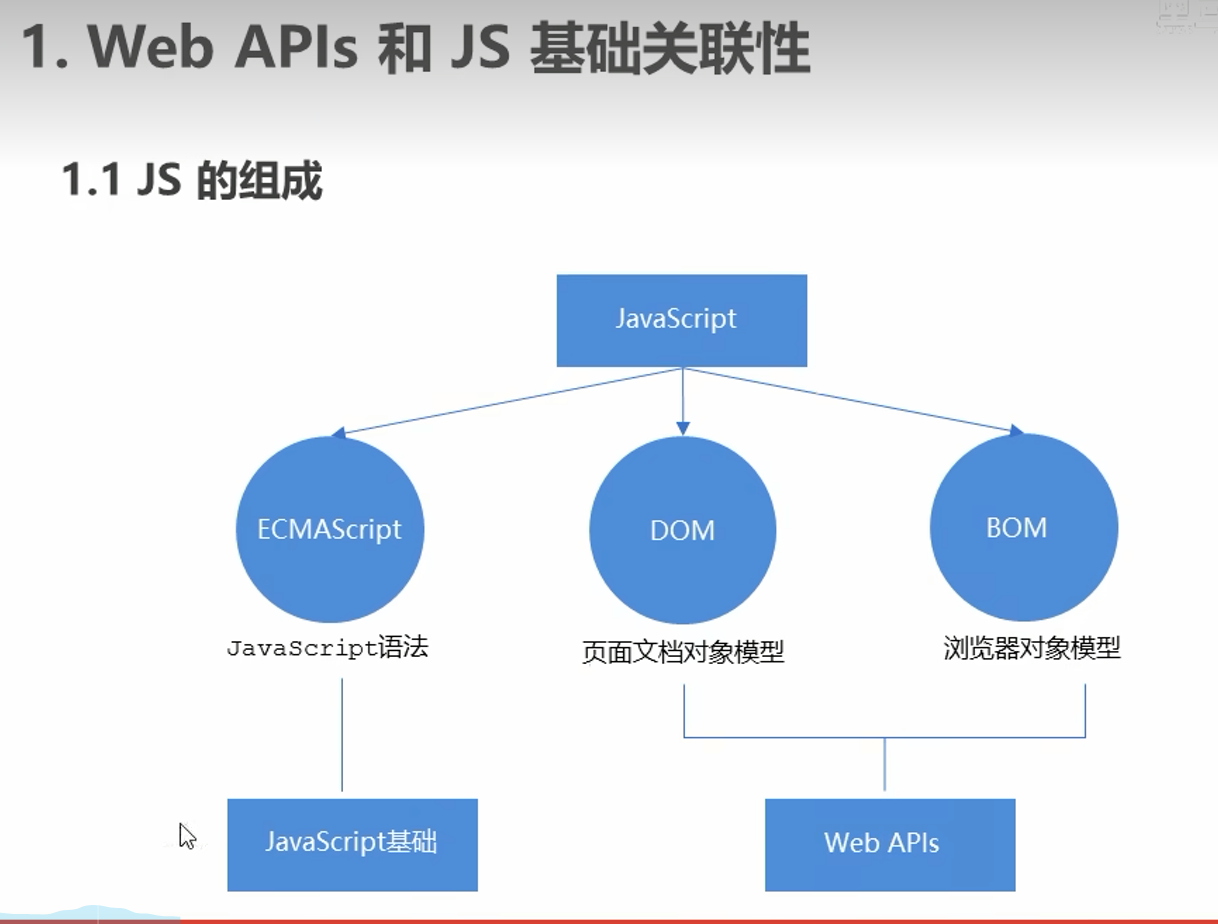 1. Web APIs 和 JS 基础关联性
1.1 JS 的组成
JavaScript
ECMAScript
DOM
BOM
JavaScript语法
页面文档对象模型
浏览器对象模型
JavaScript基础
Web APIs